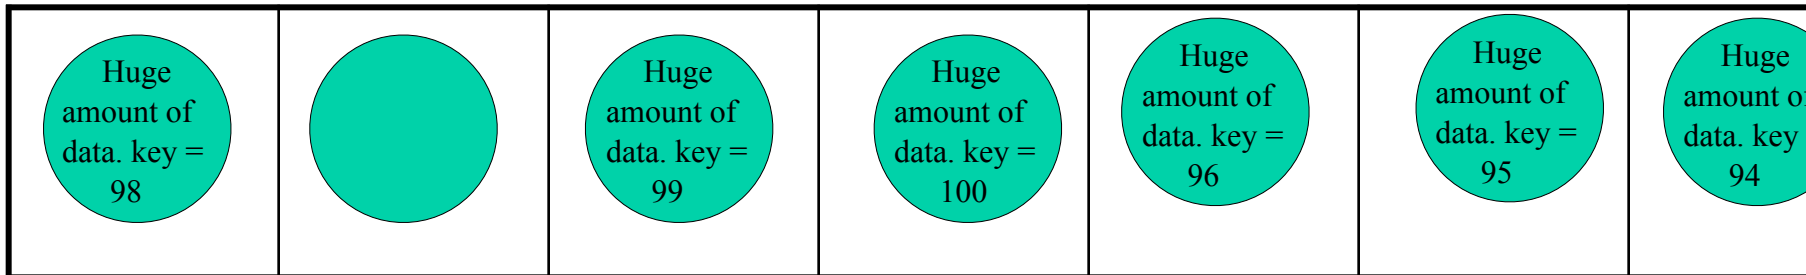 Huge
amount of
data. key =
98
Huge
amount of
data. key =
99
Huge
amount of
data. key =
100
Huge
amount of
data. key =
96
Huge
amount of
data. key =
95
Huge
amount of
data. key
94